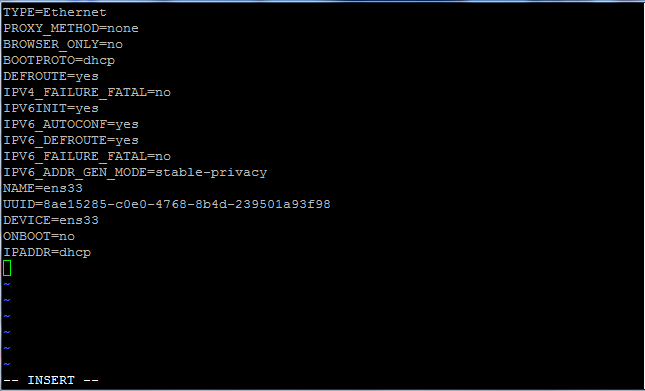 TYPE=Ethernet
PROXY_METHOD=none
BROWSER_ONLY=no
BOOTPROTO=dhcp
DEFROUTE=yes
IPV4_FAILURE_FATAL=no
IPV6INIT=yes
IPV6_AUTOCONF=yes
IPV6_DEFROUTE=yes
IPV6_FAILURE_FATAL=no
IPV6_ADDR_GEN_MODE=stable-privacy
NAME=ens33
UUID=8ae15285-c0e0-4768-8b4d-239501a93f98
DEVICE=ens33
ONBOOT=no
IPADDR=dhcp
~
~
~
~
~
~
-- INSERT --